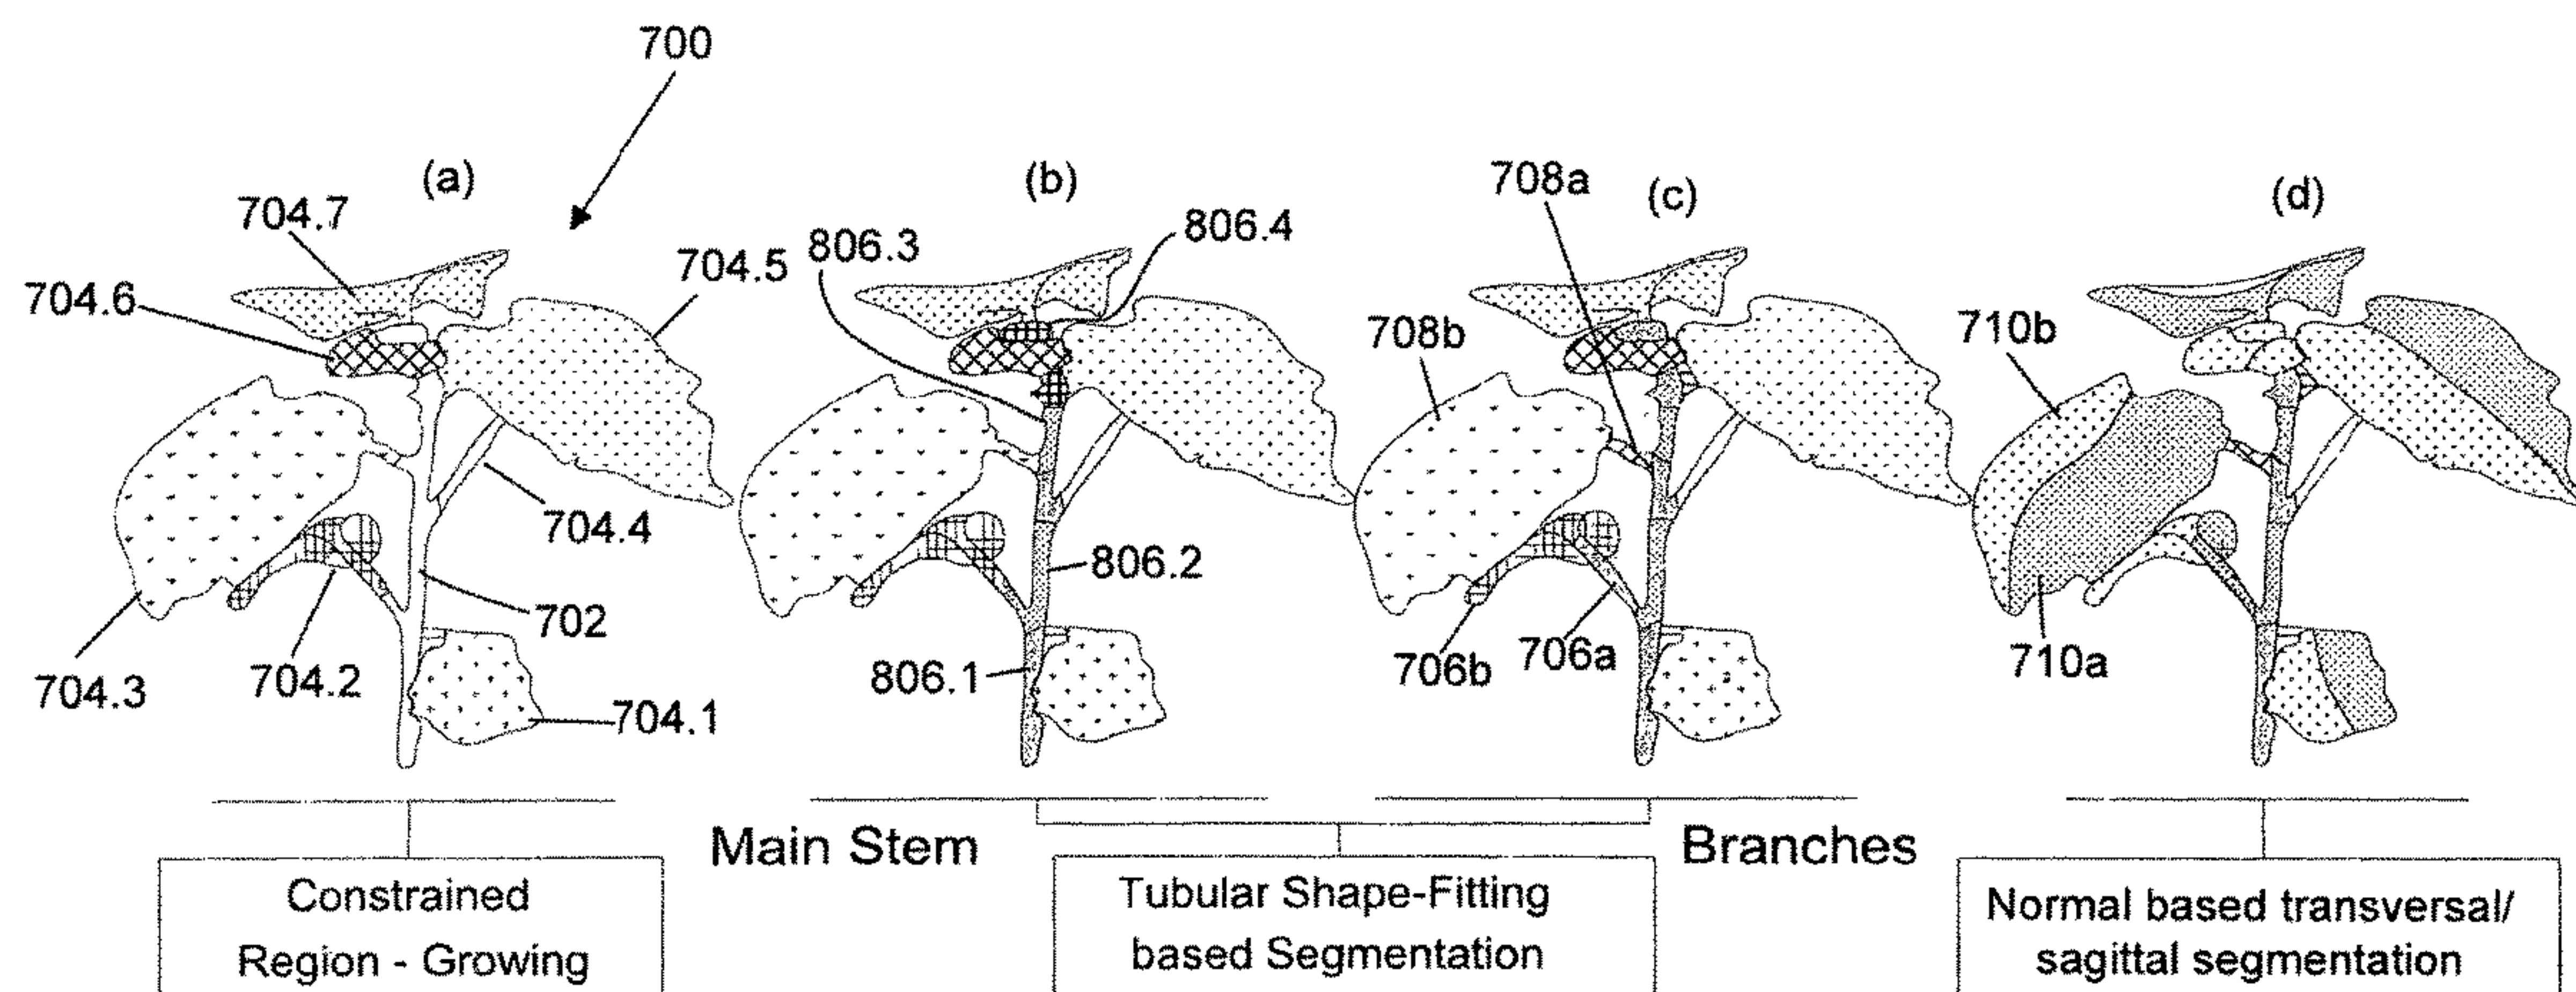 700
(a)
(b)
(c)
(d)
704.7
704.6
704.5
704.4
704.3
704.2
702
704.1
806.3
806.4
806.2
806.1
708a
708b
706b
706a
710b
710a
Main Stem
Branches
Constrained
Region - Growing
Tubular Shape-Fitting
based Segmentation
Normal based transversal/
sagittal segmentation